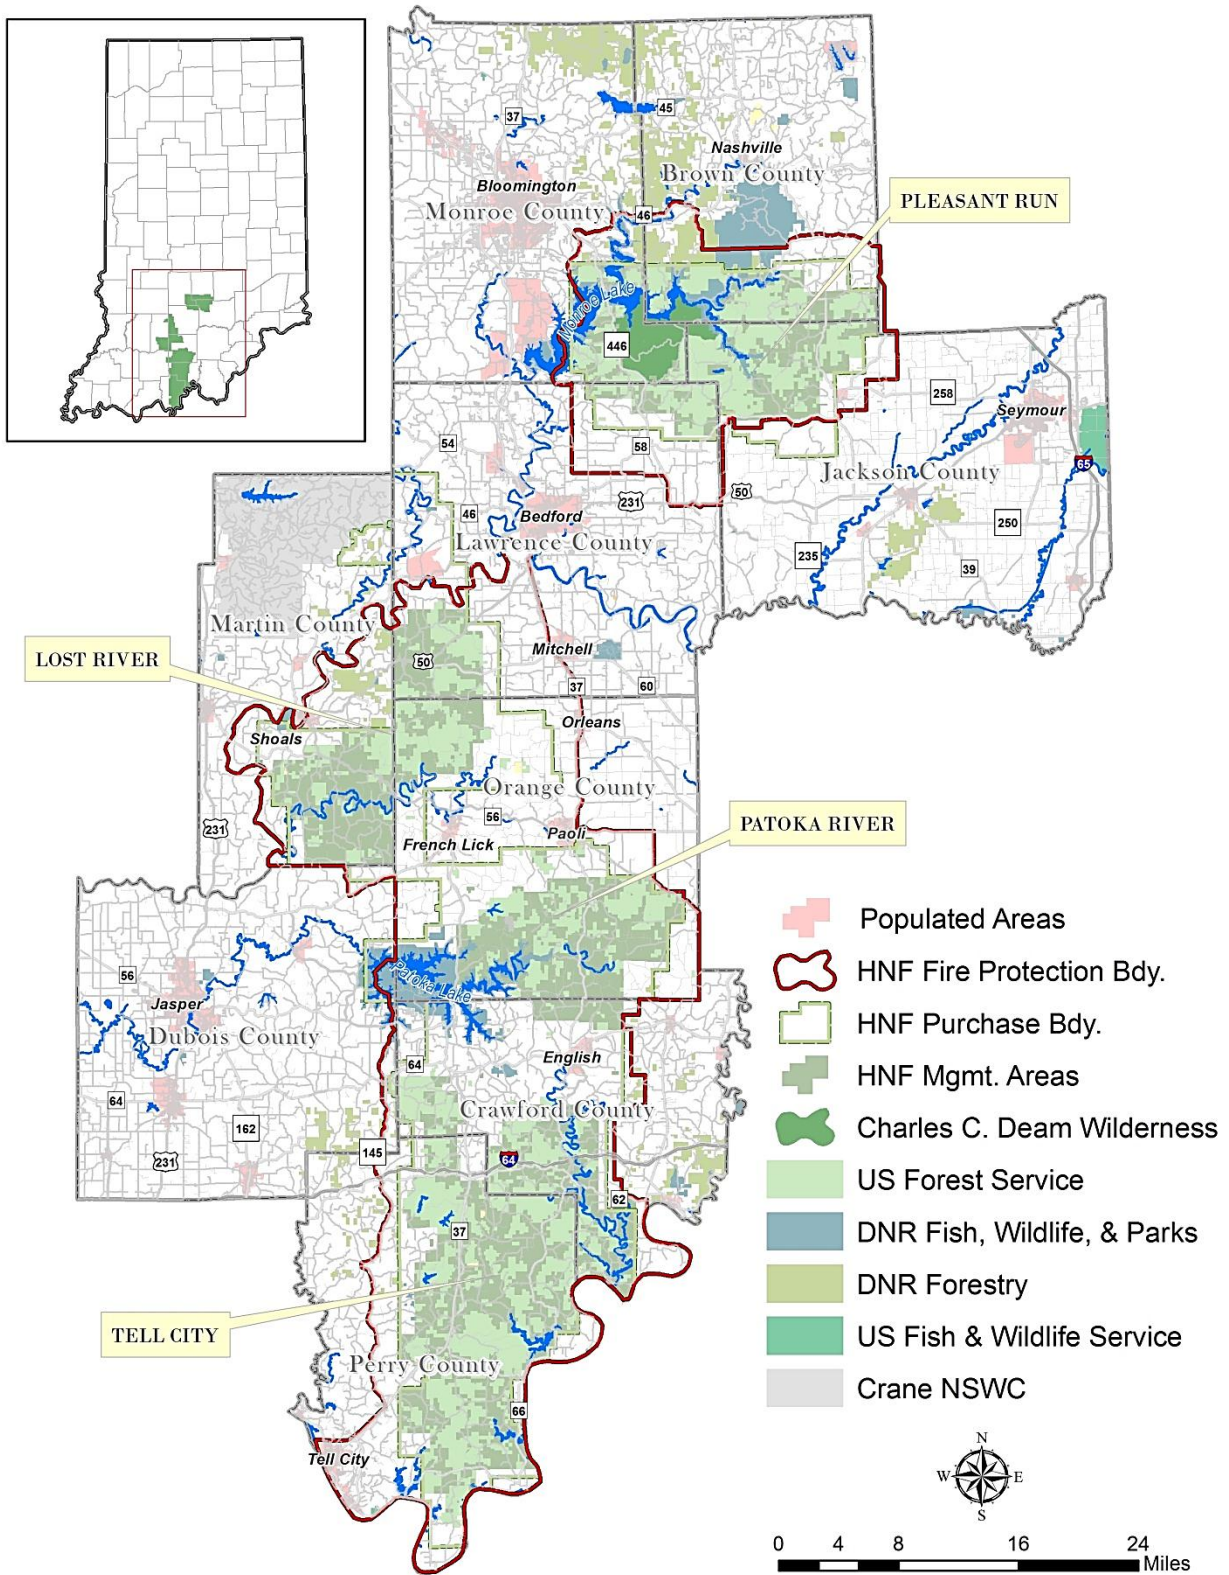 37
45
Nashville
Brown County
Bloomington
Monroe County
46
PLEASANT RUN
Monroe Lake
446
258
Seymour
54
58
Jackson County
65
231
50
46
Bedford
Lawrence County
250
235
39
Martin County
LOST RIVER
50
Mitchell
37
60
Orleans
Shoals
Orange County
56
231
Paoli
French Lick
PATOKA RIVER
Patoka Lake
56
Jasper
Dubois County
English
64
64
Crawford County
162
145
231
64
62
37
TELL CITY
Perry County
66
Tell City
Populated Areas
HNF Fire Protection Bdy.
HNF Purchase Bdy.
HNF Mgmt. Areas
Charles C. Deam Wilderness
US Forest Service
DNR Fish, Wildlife, & Parks
DNR Forestry
US Fish & Wildlife Service
Crane NSWC
N
W E
S
0 4 8 16 24
Miles